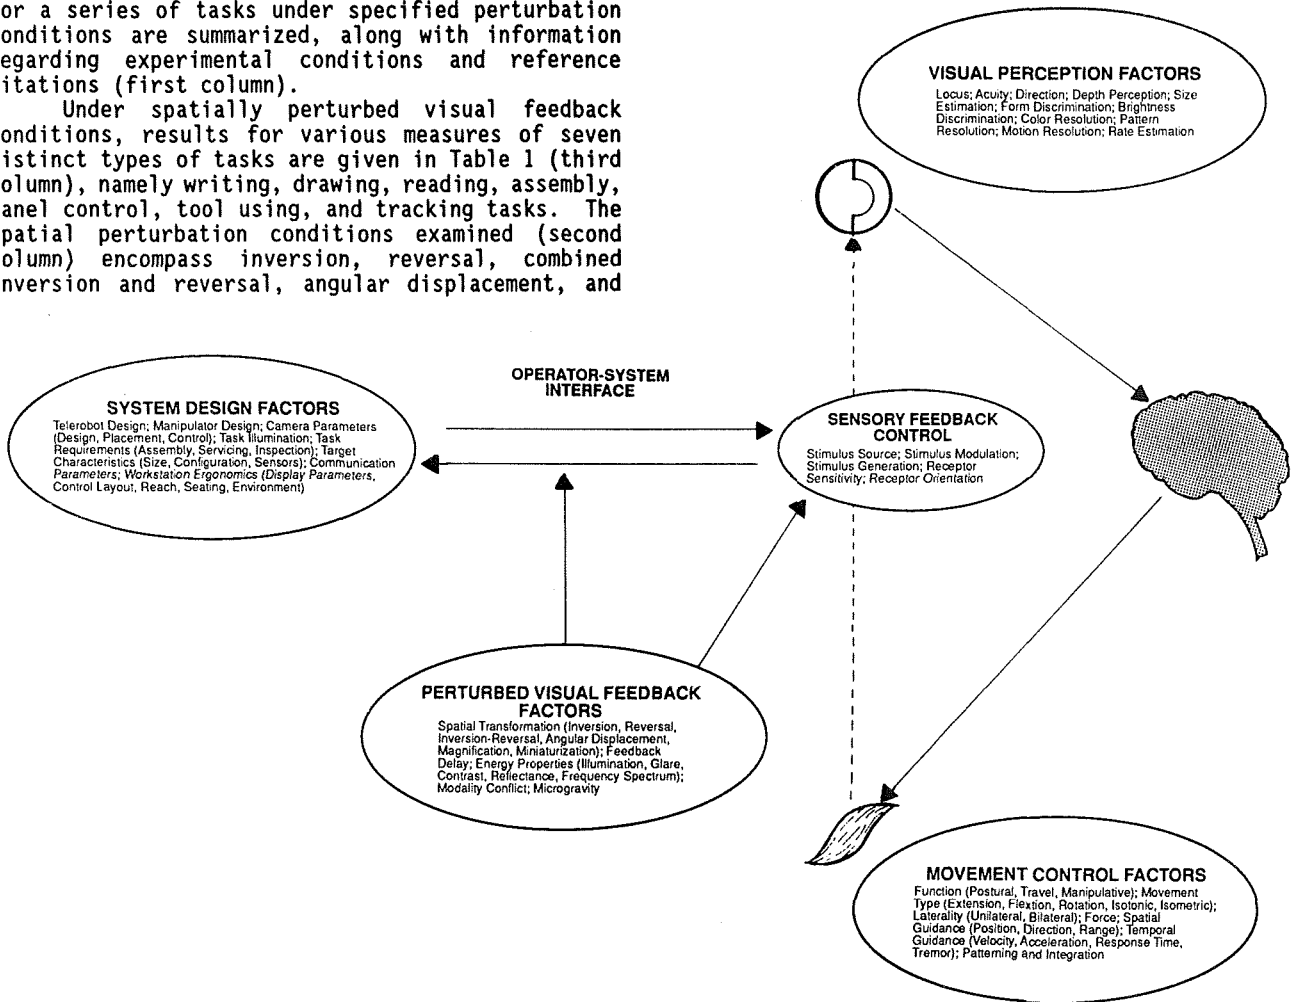 or a series of tasks under specified perturbation
onditions are summarized, along with information
egarding experimental conditions and reference
itations (first column).
Under spatially perturbed visual feedback
onditions, results for various measures of seven
istinct types of tasks are given in Table 1 (third
olumn), namely writing, drawing, reading, assembly,
anel control, tool using, and tracking tasks. The
patial perturbation conditions examined (second
olumn) encompass inversion, reversal, combined
nversion and reversal, angular displacement, and
VISUAL PERCEPTION FACTORS
Locus; Acuity; Direction; Depth Perception; Size
Estimation; Form Discrimination; Brightness
Discrimination; Color Resolution; Pattern
Resolution; Motion Resolution; Rate Estimation
OPERATOR-SYSTEM
INTERFACE
SYSTEM DESIGN FACTORS
Telerobot Design; Manipulator Design; Camera Parameters
(Design, Placement, Control); Task Illumination; Task
Requirements (Assembly, Servicing, Inspection); Target
Characteristics (Size, Configuration, Sensors); Communication
Parameters; Workstation Ergonomics (Display Parameters,
Control Layout, Reach, Seating, Environment)
SENSORY FEEDBACK
CONTROL
Stimulus Source; Stimulus Modulation;
Stimulus Generation; Receptor
Sensitivity; Receptor Orientation
PERTURBED VISUAL FEEDBACK
FACTORS
Spatial Transformation (Inversion, Reversal,
Inversion-Reversal, Angular Displacement,
Magnification, Miniaturization); Feedback
Delay; Energy Properties (Illumination, Glare,
Contrast, Reflectance, Frequency Spectrum);
Modality Conflict; Microgravity
MOVEMENT CONTROL FACTORS
Function (Postural, Travel, Manipulative); Movement
Type (Extension, Flextion, Rotation, Isotonic, Isometric);
Laterality (Unilateral, Bilateral); Force; Spatial
Guidance (Position, Direction, Range); Temporal
Guidance (Velocity, Acceleration, Response Time,
Tremor); Patterning and Integration